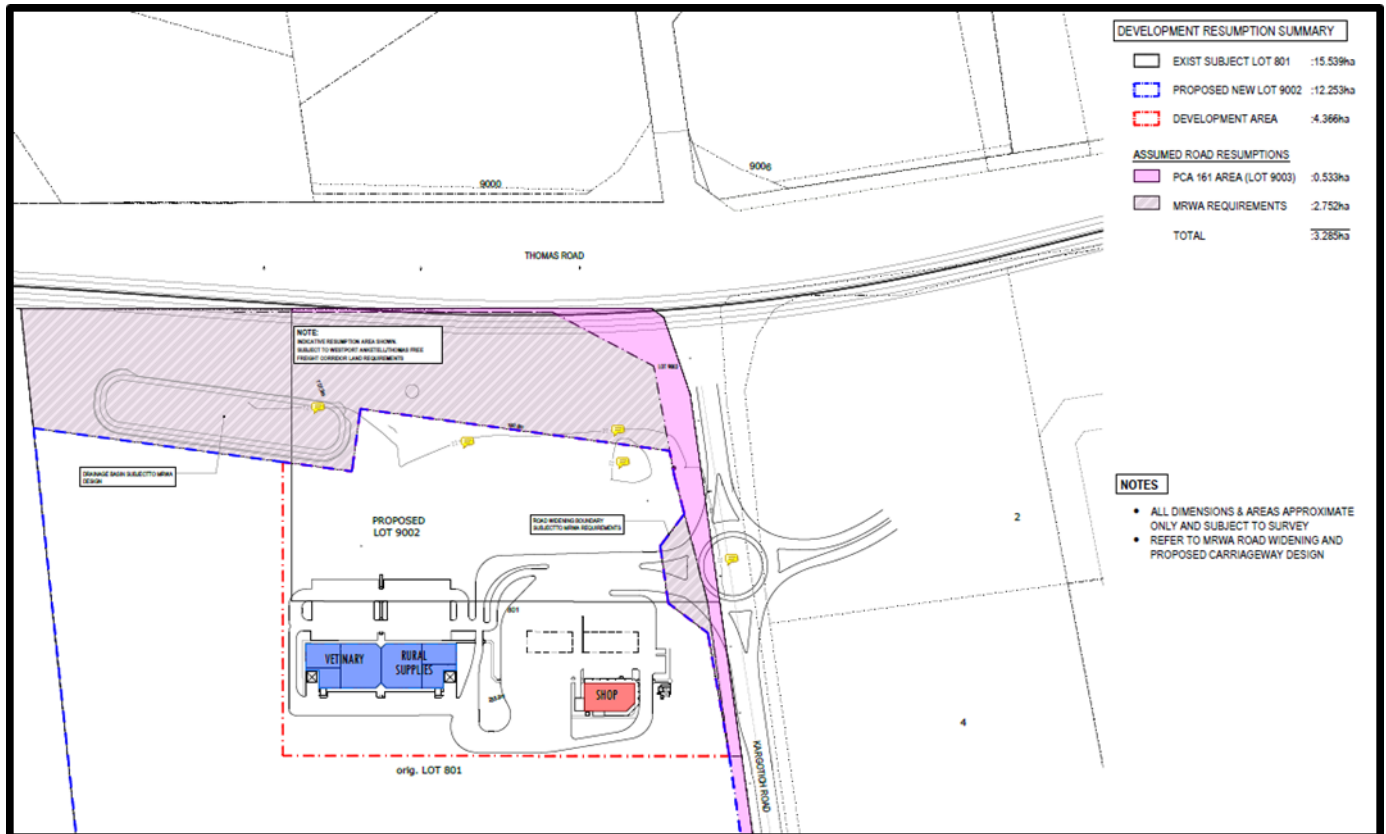 DEVELOPMENT RESUMPTION SUMMARY
EXIST SUBJECT LOT 801 :15.539ha
PROPOSED NEW LOT 9002 :12.253ha
DEVELOPMENT AREA :4.366ha
ASSUMED ROAD RESUMPTIONS
PCA 161 AREA (LOT 9003) :0.533ha
MRWA REQUIREMENTS :2.752ha
TOTAL :3.285ha
9006
9000
THOMAS ROAD
NOTE:
INDICATIVE RESUMPTION AREA SHOWN.
SUBJECT TO WESTPORT ANKETELL/THOMAS FREE
FREIGHT CORRIDOR LAND REQUIREMENTS
LOT 9003
DRAINAGE BASIN SUBJECT TO MRWA
DESIGN
NOTES
• ALL DIMENSIONS & AREAS APPROXIMATE
ONLY AND SUBJECT TO SURVEY
• REFER TO MRWA ROAD WIDENING AND
PROPOSED CARRIAGEWAY DESIGN
PROPOSED
LOT 9002
ROAD WIDENING BOUNDARY
SUBJECT TO MRWA REQUIREMENTS
2
801
VETINARY
RURAL
SUPPLIES
SHOP
4
KARGOTICH ROAD
orig. LOT 801